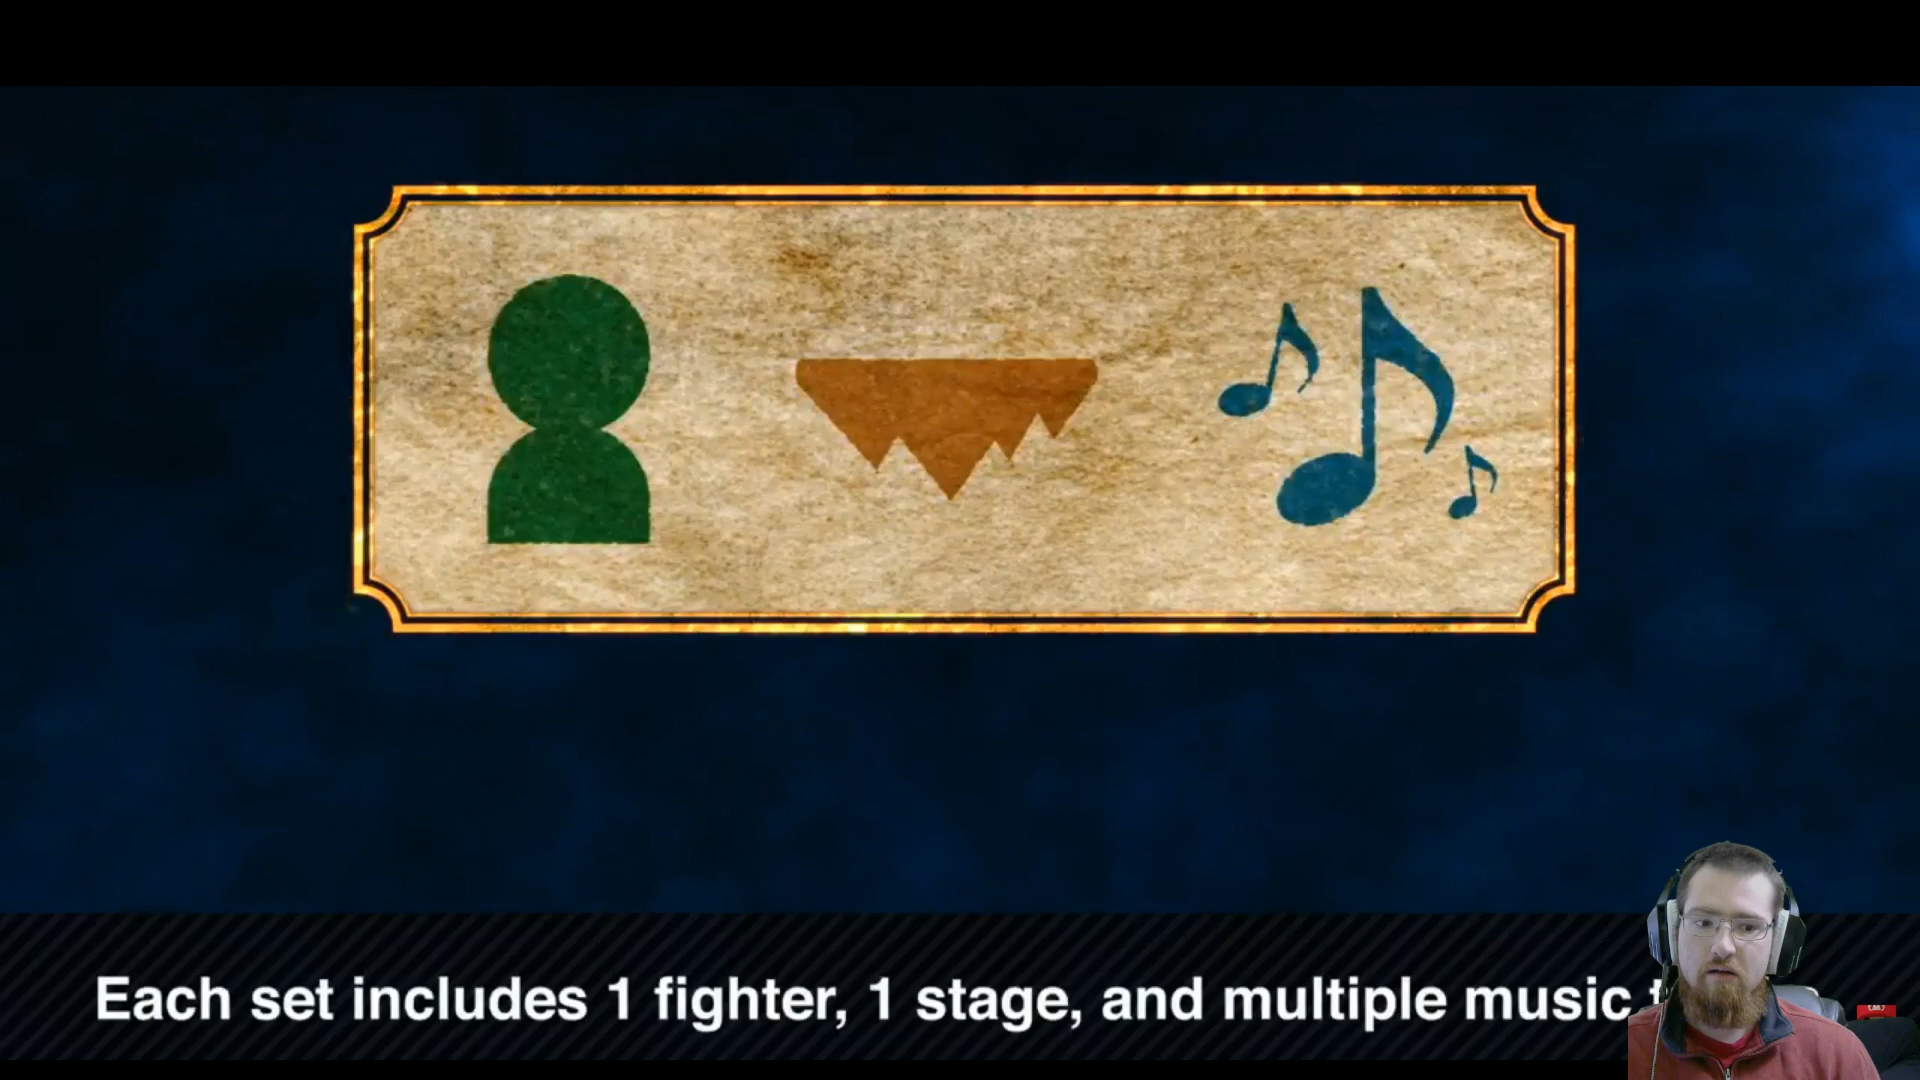 Each set includes 1 fighter, 1 stage, and multiple music